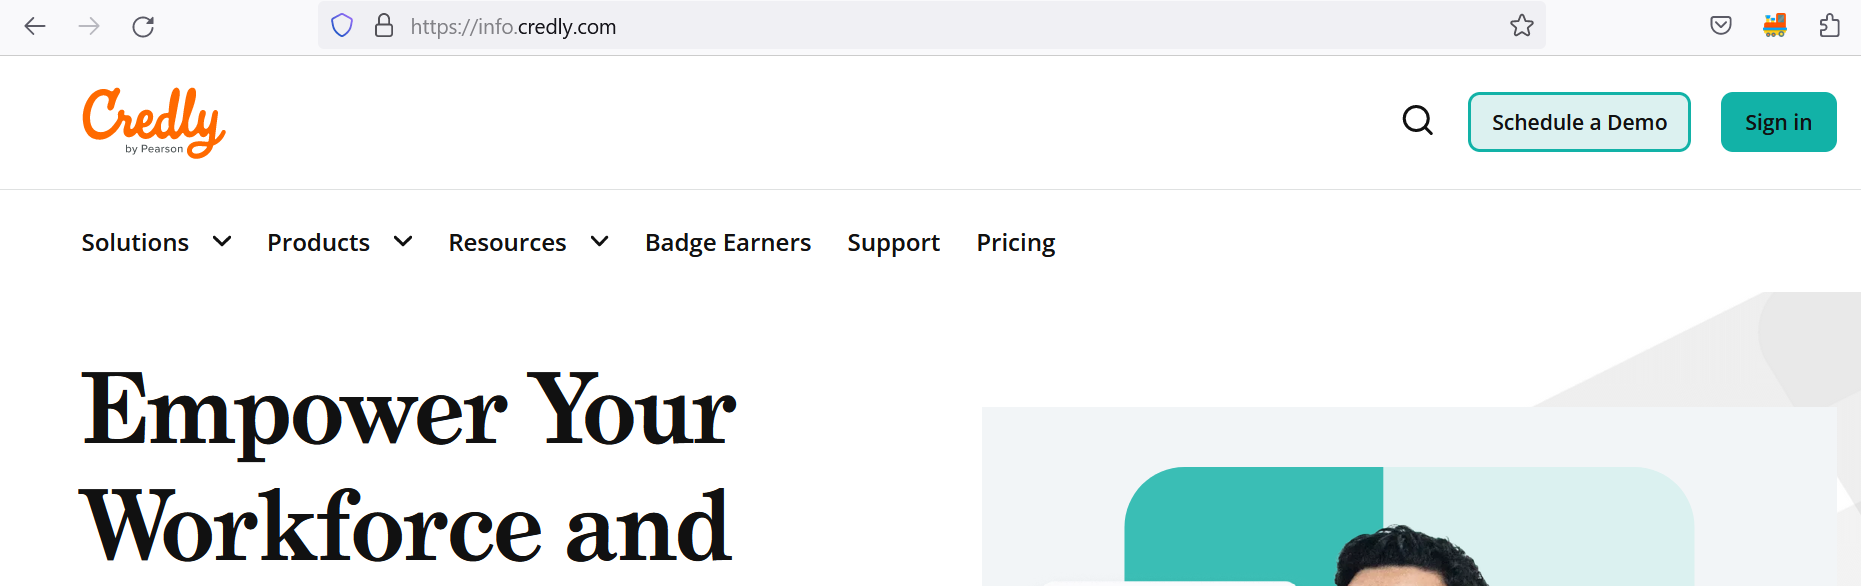 https://info.credly.com
Credly
by Pearson
Schedule a Demo
Sign in
Solutions Products Resources Badge Earners Support Pricing
Empower Your
Workforce and